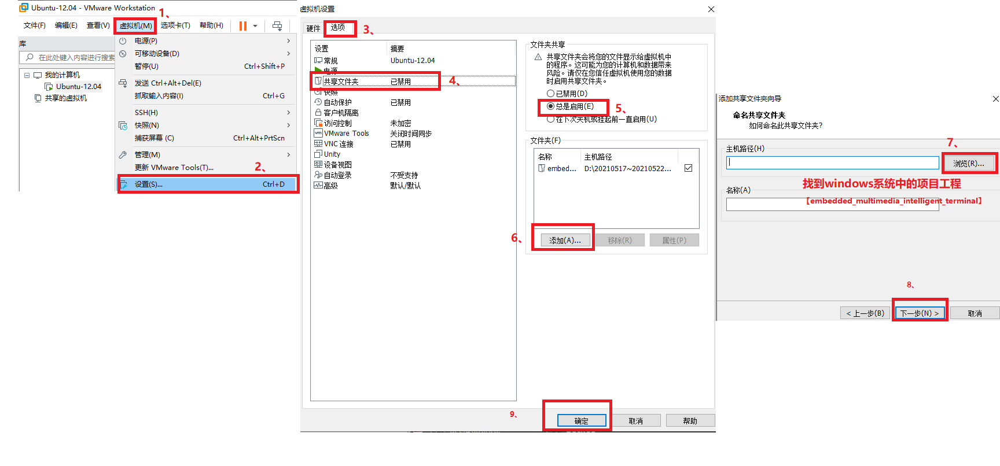 Ubuntu-12.04 - VMware Workstation
1、
文件(F) 编辑(E) 查看(V) 虚拟机(M) 选项卡(T) 帮助(H)
库
在此处键入内容进行搜索
我的计算机
Ubuntu-12.04
共享的虚拟机
电源(P)
可移动设备(D)
暂停(U) Ctrl+Shift+P
发送 Ctrl+Alt+Del(E)
抓取输入内容(I) Ctrl+G
SSH(H)
快照(N)
捕获屏幕 (C) Ctrl+Alt+PrtScn
管理(M)
更新 VMware Tools(T)...
2、
设置(S)... Ctrl+D
虚拟机设置
硬件 选项
3、
设置 摘要
常规 Ubuntu-12.04
电源
共享文件夹 已禁用
4、
快照
自动保护 已禁用
客户机隔离
访问控制 未加密
vm VMware Tools 关闭时间同步
VNC 连接 已禁用
Unity
设备视图
自动登录 不受支持
高级 默认/默认
文件夹共享
共享文件夹会将您的文件显示给虚拟机中
的程序。这可能为您的计算机和数据带来
风险。请仅在您信任虚拟机使用您的数据
时启用共享文件夹。
已禁用(D)
总是启用(E)
5、
在下次关机或挂起前一直启用(U)
文件夹(F)
名称 主机路径
embed... D:\20210517~20210522...
6、
添加(A)... 移除(R) 属性(P)
9、
确定 取消 帮助
添加共享文件夹向导
命名共享文件夹
如何命名此共享文件夹?
7、
主机路径(H)
浏览(R)...
找到windows系统中的项目工程
名称(A)
【embedded_multimedia_intelligent_terminal】
8、
< 上一步(B) 下一步(N) > 取消